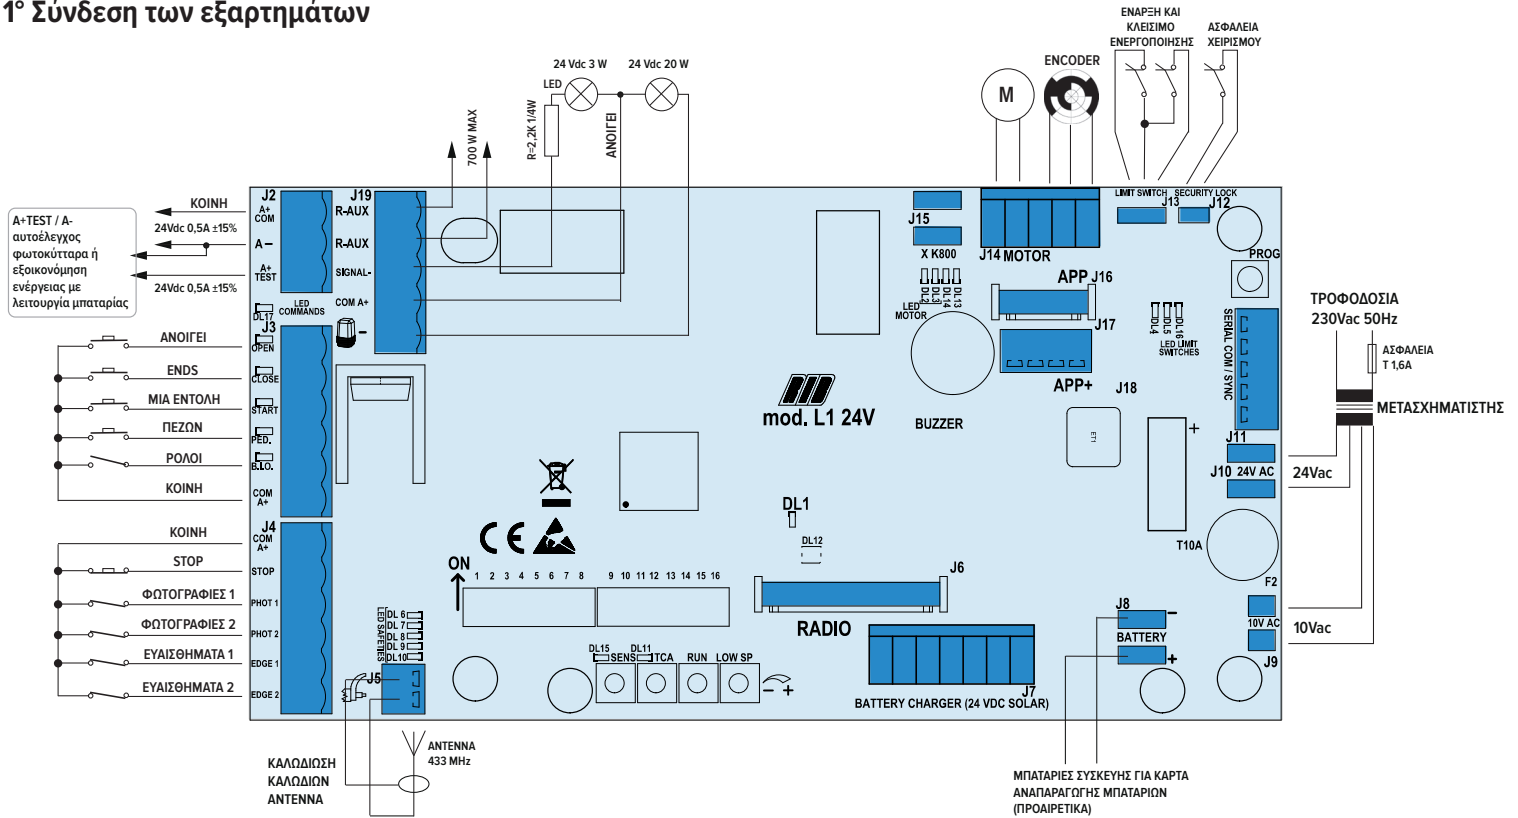 1° Σύνδεση των εξαρτημάτων
ΕΝΑΡΞΗ ΚΑΙ
ΚΛΕΙΣΙΜΟ
ΕΝΕΡΓΟΠΟΙΗΣΗΣ
ΑΣΦΑΛΕΙΑ
ΧΕΙΡΙΣΜΟΥ
24 Vdc 3 W
24 Vdc 20 W
LED
R=2,2K 1/4W
700 W MAX
ΑΝΟΙΓΕΙ
M
ENCODER
A+TEST / A-
αυτοέλεγχος
φωτοκύτταρα ή
εξοικονόμηση
ενέργειας με
λειτουργία μπαταρίας
ΚΟΙΝΗ
24Vdc 0,5A ±15%
24Vdc 0,5A ±15%
J2
A+
COM
A –
A+
TEST
LED
COMMANDS
DL17
J19
R-AUX
R-AUX
SIGNAL-
COM A+
-
J15
X K800
J14 MOTOR
LIMIT SWITCH
J13
SECURITY LOCK
J12
PROG
DL2
DL3
DL14
DL13
LED
MOTOR
APP J16
J17
APP+
J18
DL4
DL5
DL16
LED LIMIT
SWITCHES
SERIAL COM / SYNC
BUZZER
mod. L1 24V
ET1
+
J3
OPEN
CLOSE
START
PED.
B.I.O.
COM
A+
ΑΝΟΙΓΕΙ
ENDS
ΜΙΑ ΕΝΤΟΛΗ
ΠΕΖΩΝ
ΡΟΛΟΙ
ΚΟΙΝΗ
J4
COM
A+
STOP
PHOT 1
PHOT 2
EDGE 1
EDGE 2
ΚΟΙΝΗ
STOP
ΦΩΤΟΓΡΑΦΙΕΣ 1
ΦΩΤΟΓΡΑΦΙΕΣ 2
ΕΥΑΙΣΘΗΜΑΤΑ 1
ΕΥΑΙΣΘΗΜΑΤΑ 2
ΤΡΟΦΟΔΟΣΙΑ
230Vac 50Hz
ΑΣΦΑΛΕΙΑ
T 1,6A
ΜΕΤΑΣΧΗΜΑΤΙΣΤΗΣ
J11
J10 24V AC
24Vac
T10A
F2
10V AC
10Vac
J9
CE
DL1
DL12
ON
1 2 3 4 5 6 7 8 9 10 11 12 13 14 15 16
LED SAFETIES
DL 6
DL 7
DL 8
DL 9
DL10
J5
DL15
SENS
DL11
TCA
RUN
LOW SP
– +
J6
RADIO
J7
BATTERY CHARGER (24 VDC SOLAR)
J8
–
BATTERY
+
ΚΑΛΩΔΙΩΣΗ
ΚΑΛΩΔΙΩΝ
ΑΝΤΕΝΝΑ
ΑΝΤΕΝΝΑ
433 MHz
ΜΠΑΤΑΡΙΕΣ ΣΥΣΚΕΥΗΣ ΓΙΑ ΚΑΡΤΑ
ΑΝΑΠΑΡΑΓΩΓΗΣ ΜΠΑΤΑΡΙΩΝ
(ΠΡΟΑΙΡΕΤΙΚΑ)